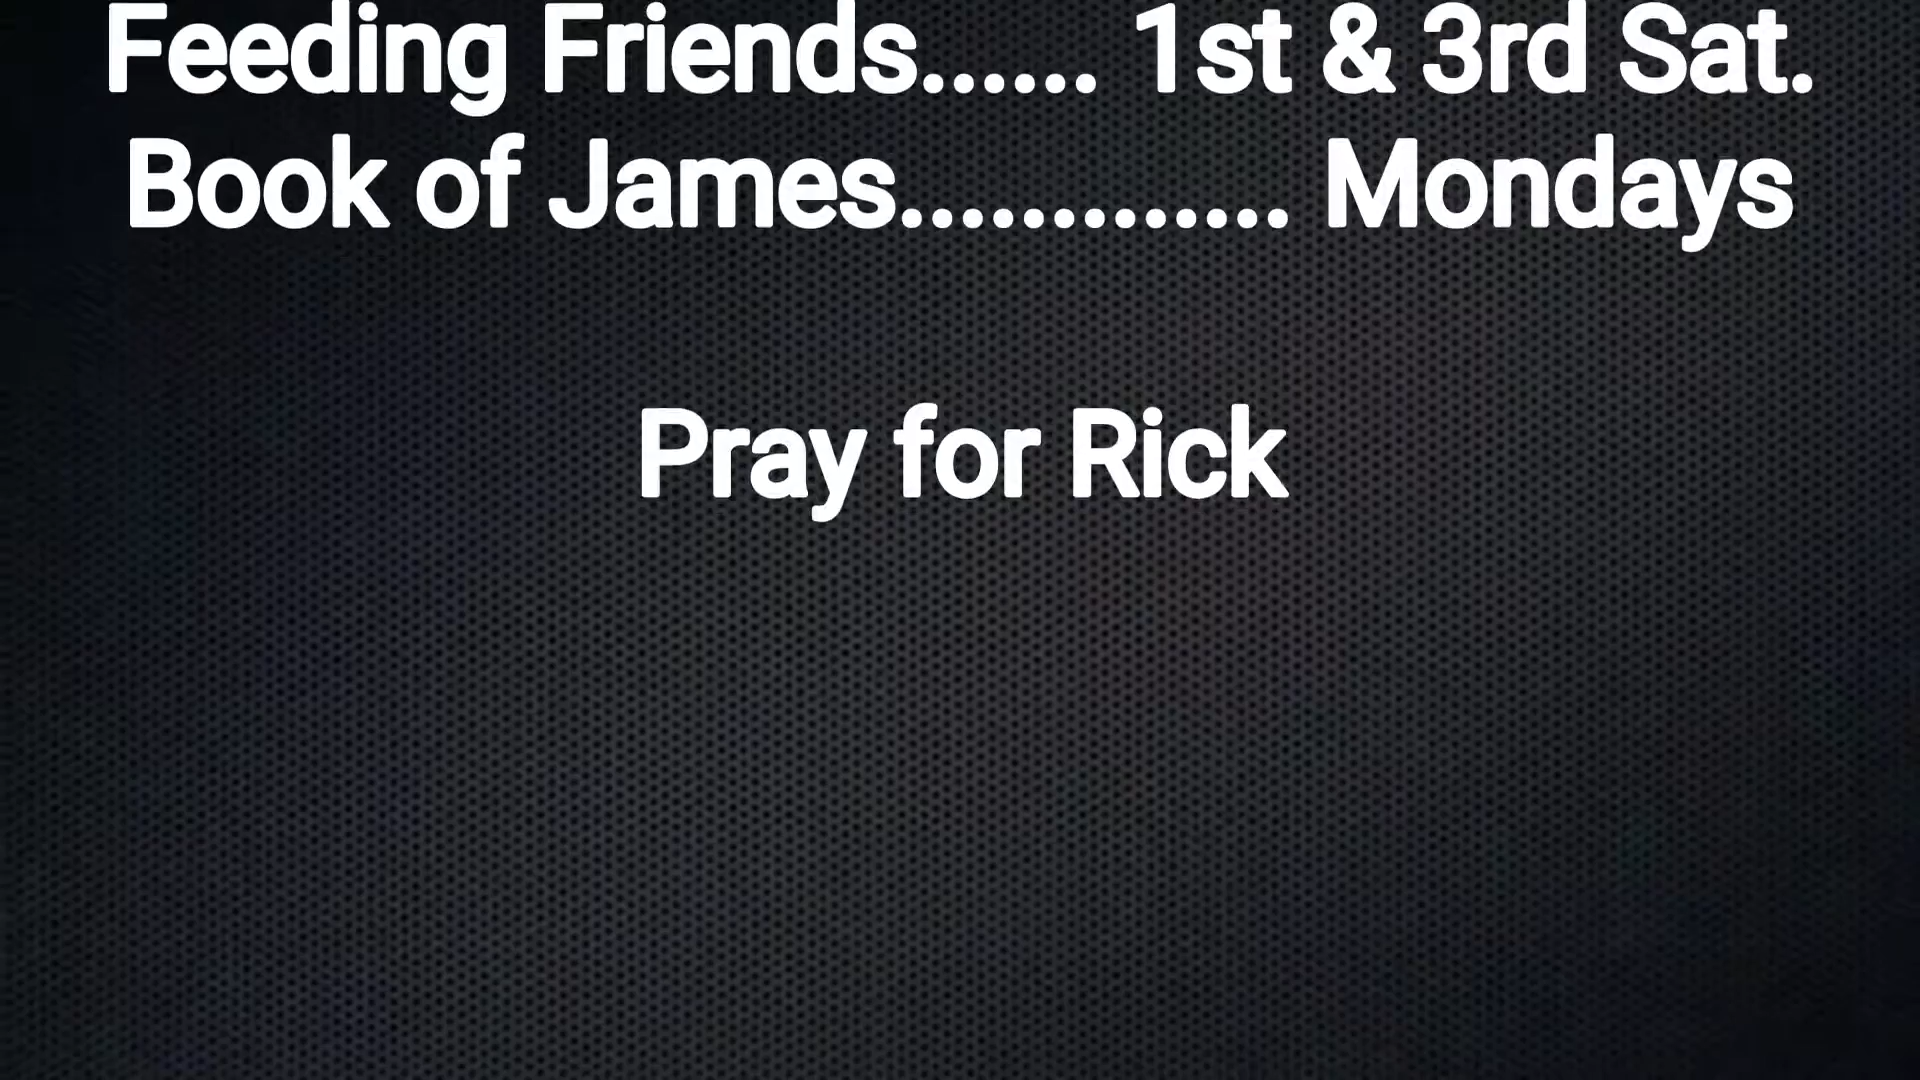 Feeding Friends...... 1st & 3rd Sat.
Book of James............. Mondays
Pray for Rick